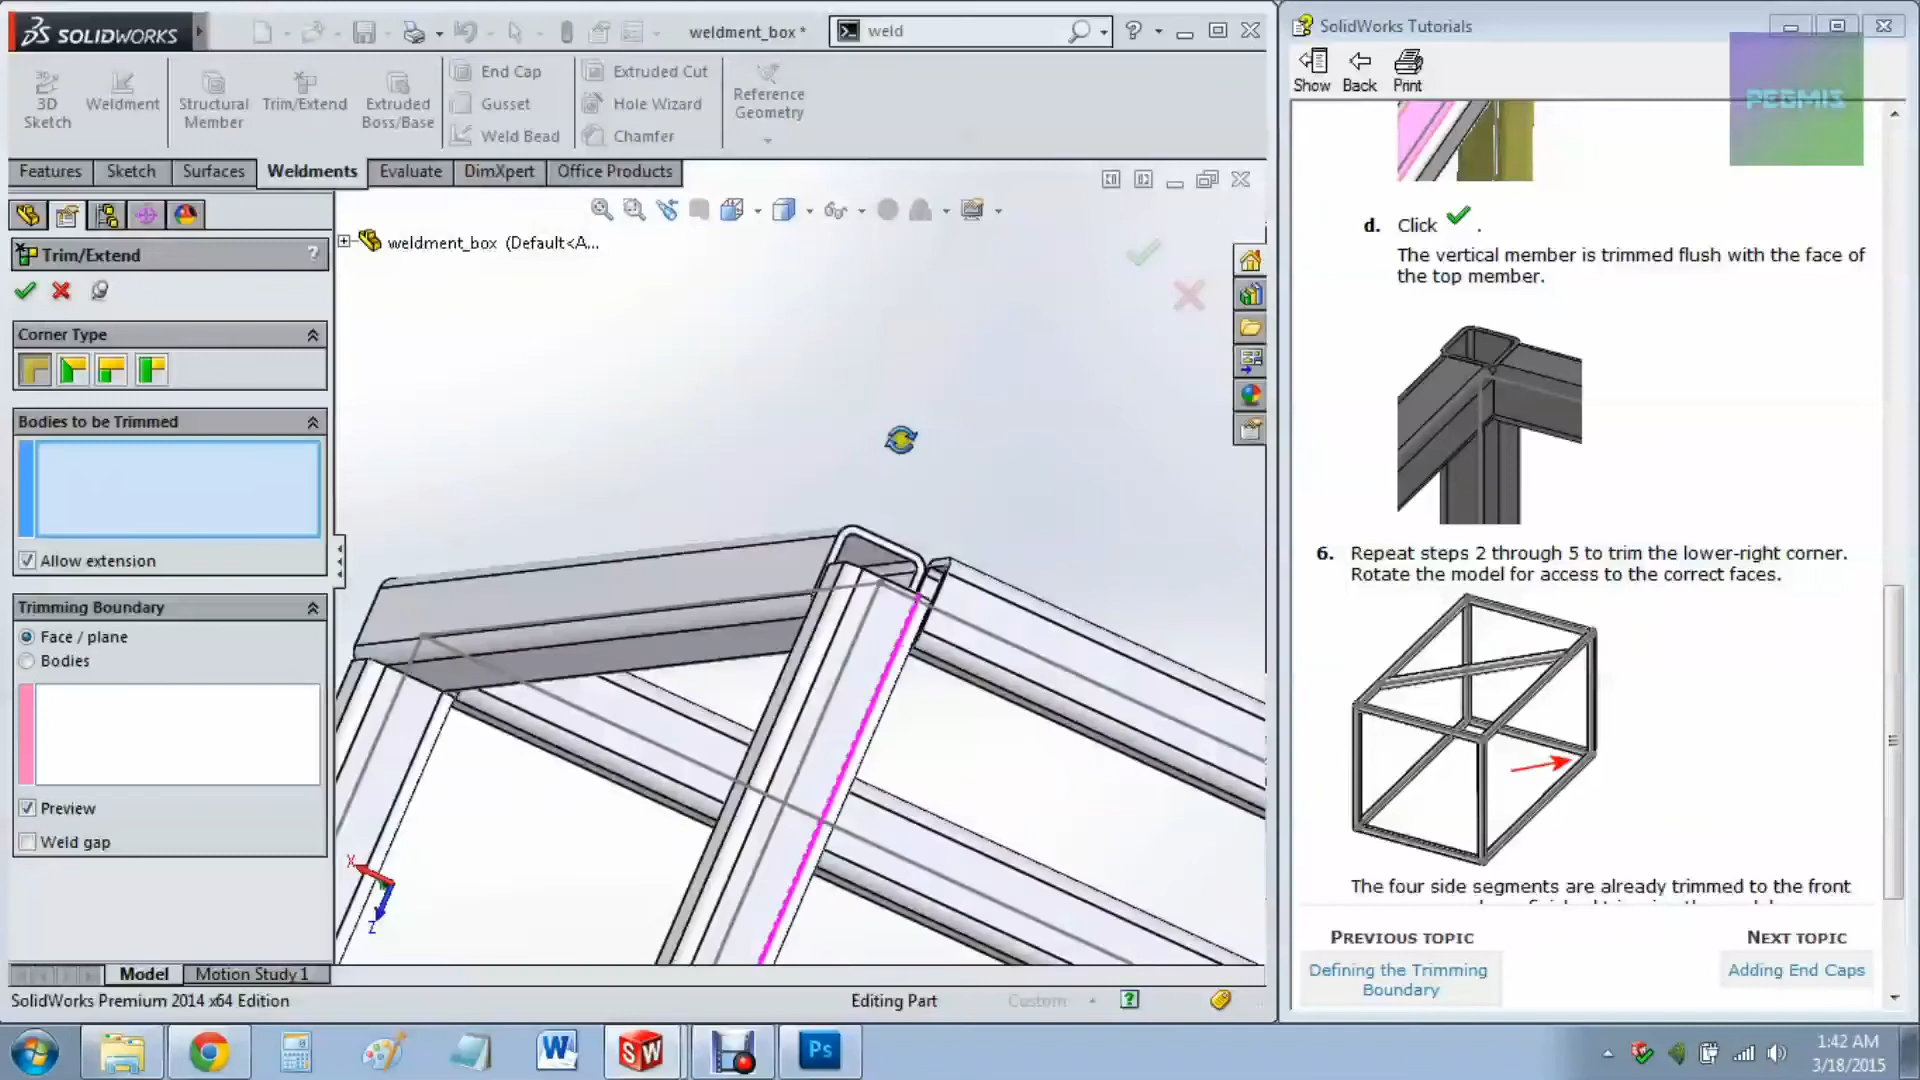 SOLIDWORKS
weldment_box *
weld
3D Sketch
Weldment
Structural Member
Trim/Extend
Extruded Boss/Base
End Cap
Gusset
Weld Bead
Extruded Cut
Hole Wizard
Chamfer
Reference Geometry
Features
Sketch
Surfaces
Weldments
Evaluate
DimXpert
Office Products
weldment_box (Default<A...
Trim/Extend
?
Corner Type
Bodies to be Trimmed
Allow extension
Trimming Boundary
Face / plane
Bodies
Preview
Weld gap
X
Z
Model
Motion Study 1
SolidWorks Premium 2014 x64 Edition
Editing Part
Custom
SolidWorks Tutorials
Show
Back
Print
PEGMIS
d. Click .
The vertical member is trimmed flush with the face of
the top member.
6. Repeat steps 2 through 5 to trim the lower-right corner.
Rotate the model for access to the correct faces.
The four side segments are already trimmed to the front
PREVIOUS TOPIC
Defining the Trimming
Boundary
NEXT TOPIC
Adding End Caps
W
SW
Ps
1:42 AM
3/18/2015